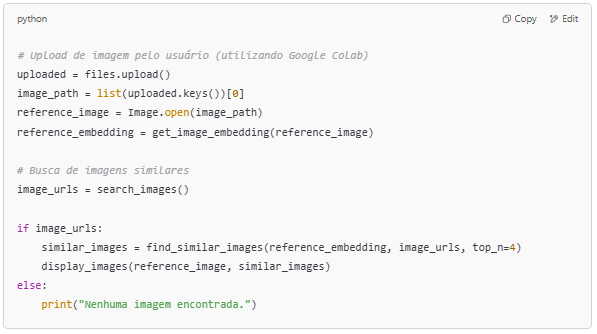 python
Copy
Edit
# Upload de imagem pelo usuário (utilizando Google Colab)
uploaded = files.upload()
image_path = list(uploaded.keys())[0]
reference_image = Image.open(image_path)
reference_embedding = get_image_embedding(reference_image)
# Busca de imagens similares
image_urls = search_images()
if image_urls:
    similar_images = find_similar_images(reference_embedding, image_urls, top_n=4)
    display_images(reference_image, similar_images)
else:
    print("Nenhuma imagem encontrada.")